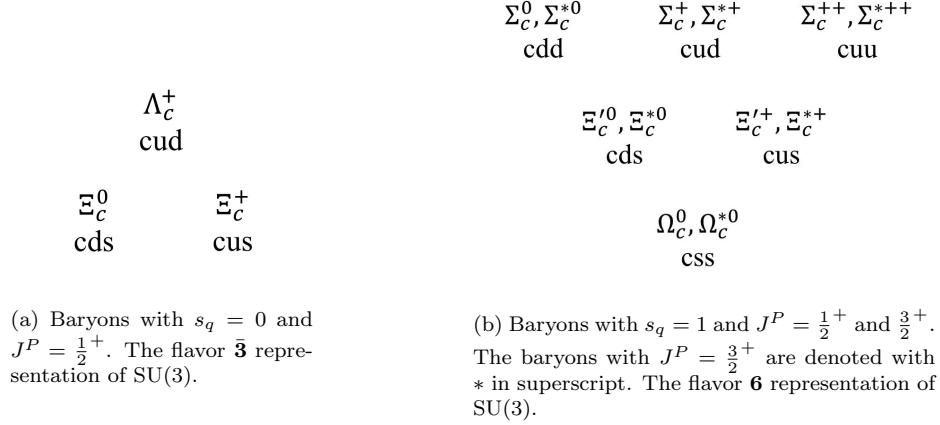 Λ_c^+
cud
Ξ_c^0 Ξ_c^+
cds cus
(a) Baryons with s_q = 0 and
J^P = 1/2^+. The flavor 3̄ repre-
sentation of SU(3).
Σ_c^0, Σ_c^{*0} Σ_c^+, Σ_c^{*+} Σ_c^{++}, Σ_c^{*++}
cdd cud cuu
Ξ_c^{′0}, Ξ_c^{*0} Ξ_c^{′+}, Ξ_c^{*+}
cds cus
Ω_c^0, Ω_c^{*0}
css
(b) Baryons with s_q = 1 and J^P = 1/2^+ and 3/2^+.
The baryons with J^P = 3/2^+ are denoted with
∗ in superscript. The flavor 6 representation of
SU(3).